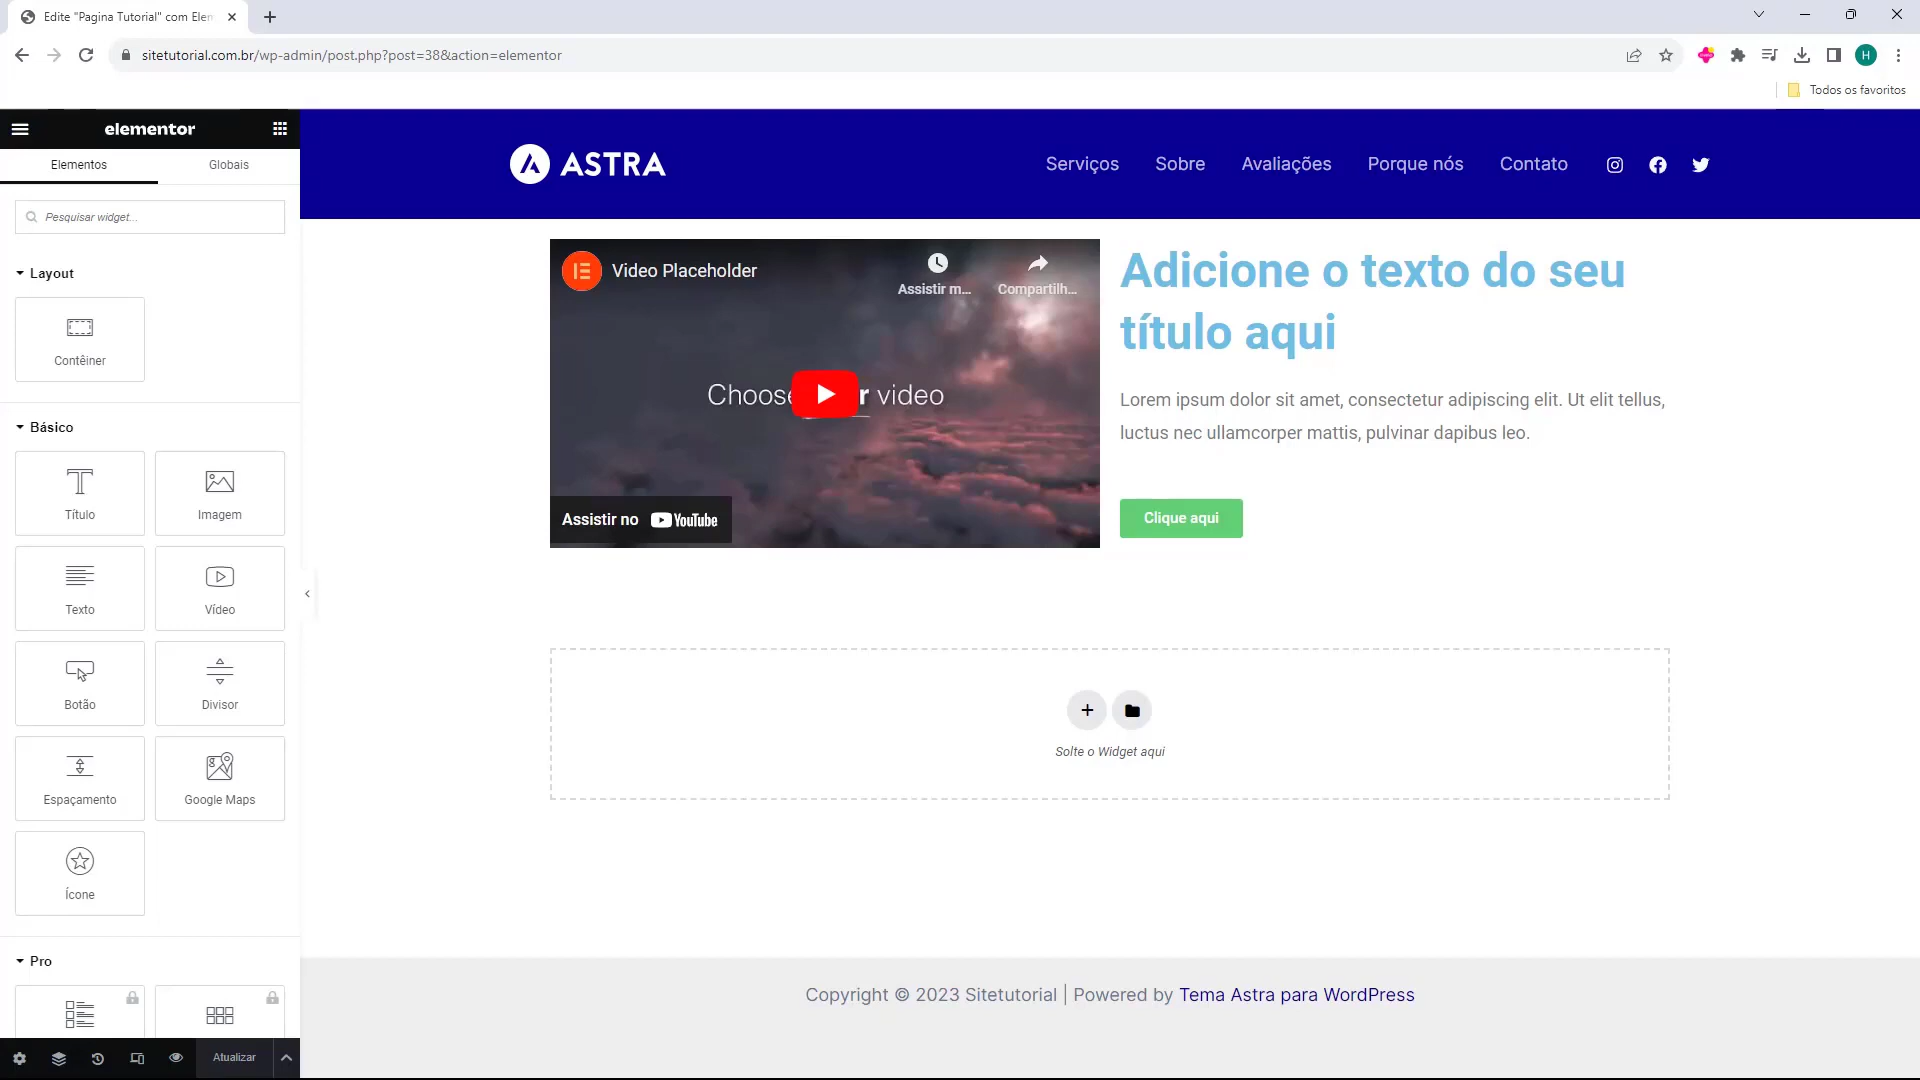 Edite "Pagina Tutorial" com Elem
sitetutorial.com.br/wp-admin/post.php?post=38&action=elementor
H
Todos os favoritos
elementor
Elementos
Globais
Pesquisar widget...
Layout
Contêiner
Básico
Título
Imagem
Texto
Vídeo
Botão
Divisor
Espaçamento
Google Maps
Ícone
Pro
Atualizar
ASTRA
Serviços
Sobre
Avaliações
Porque nós
Contato
Video Placeholder
Assistir m...
Compartilh...
Choose video
Assistir no YouTube
Adicione o texto do seu
título aqui
Lorem ipsum dolor sit amet, consectetur adipiscing elit. Ut elit tellus,
luctus nec ullamcorper mattis, pulvinar dapibus leo.
Clique aqui
Solte o Widget aqui
Copyright © 2023 Sitetutorial | Powered by Tema Astra para WordPress